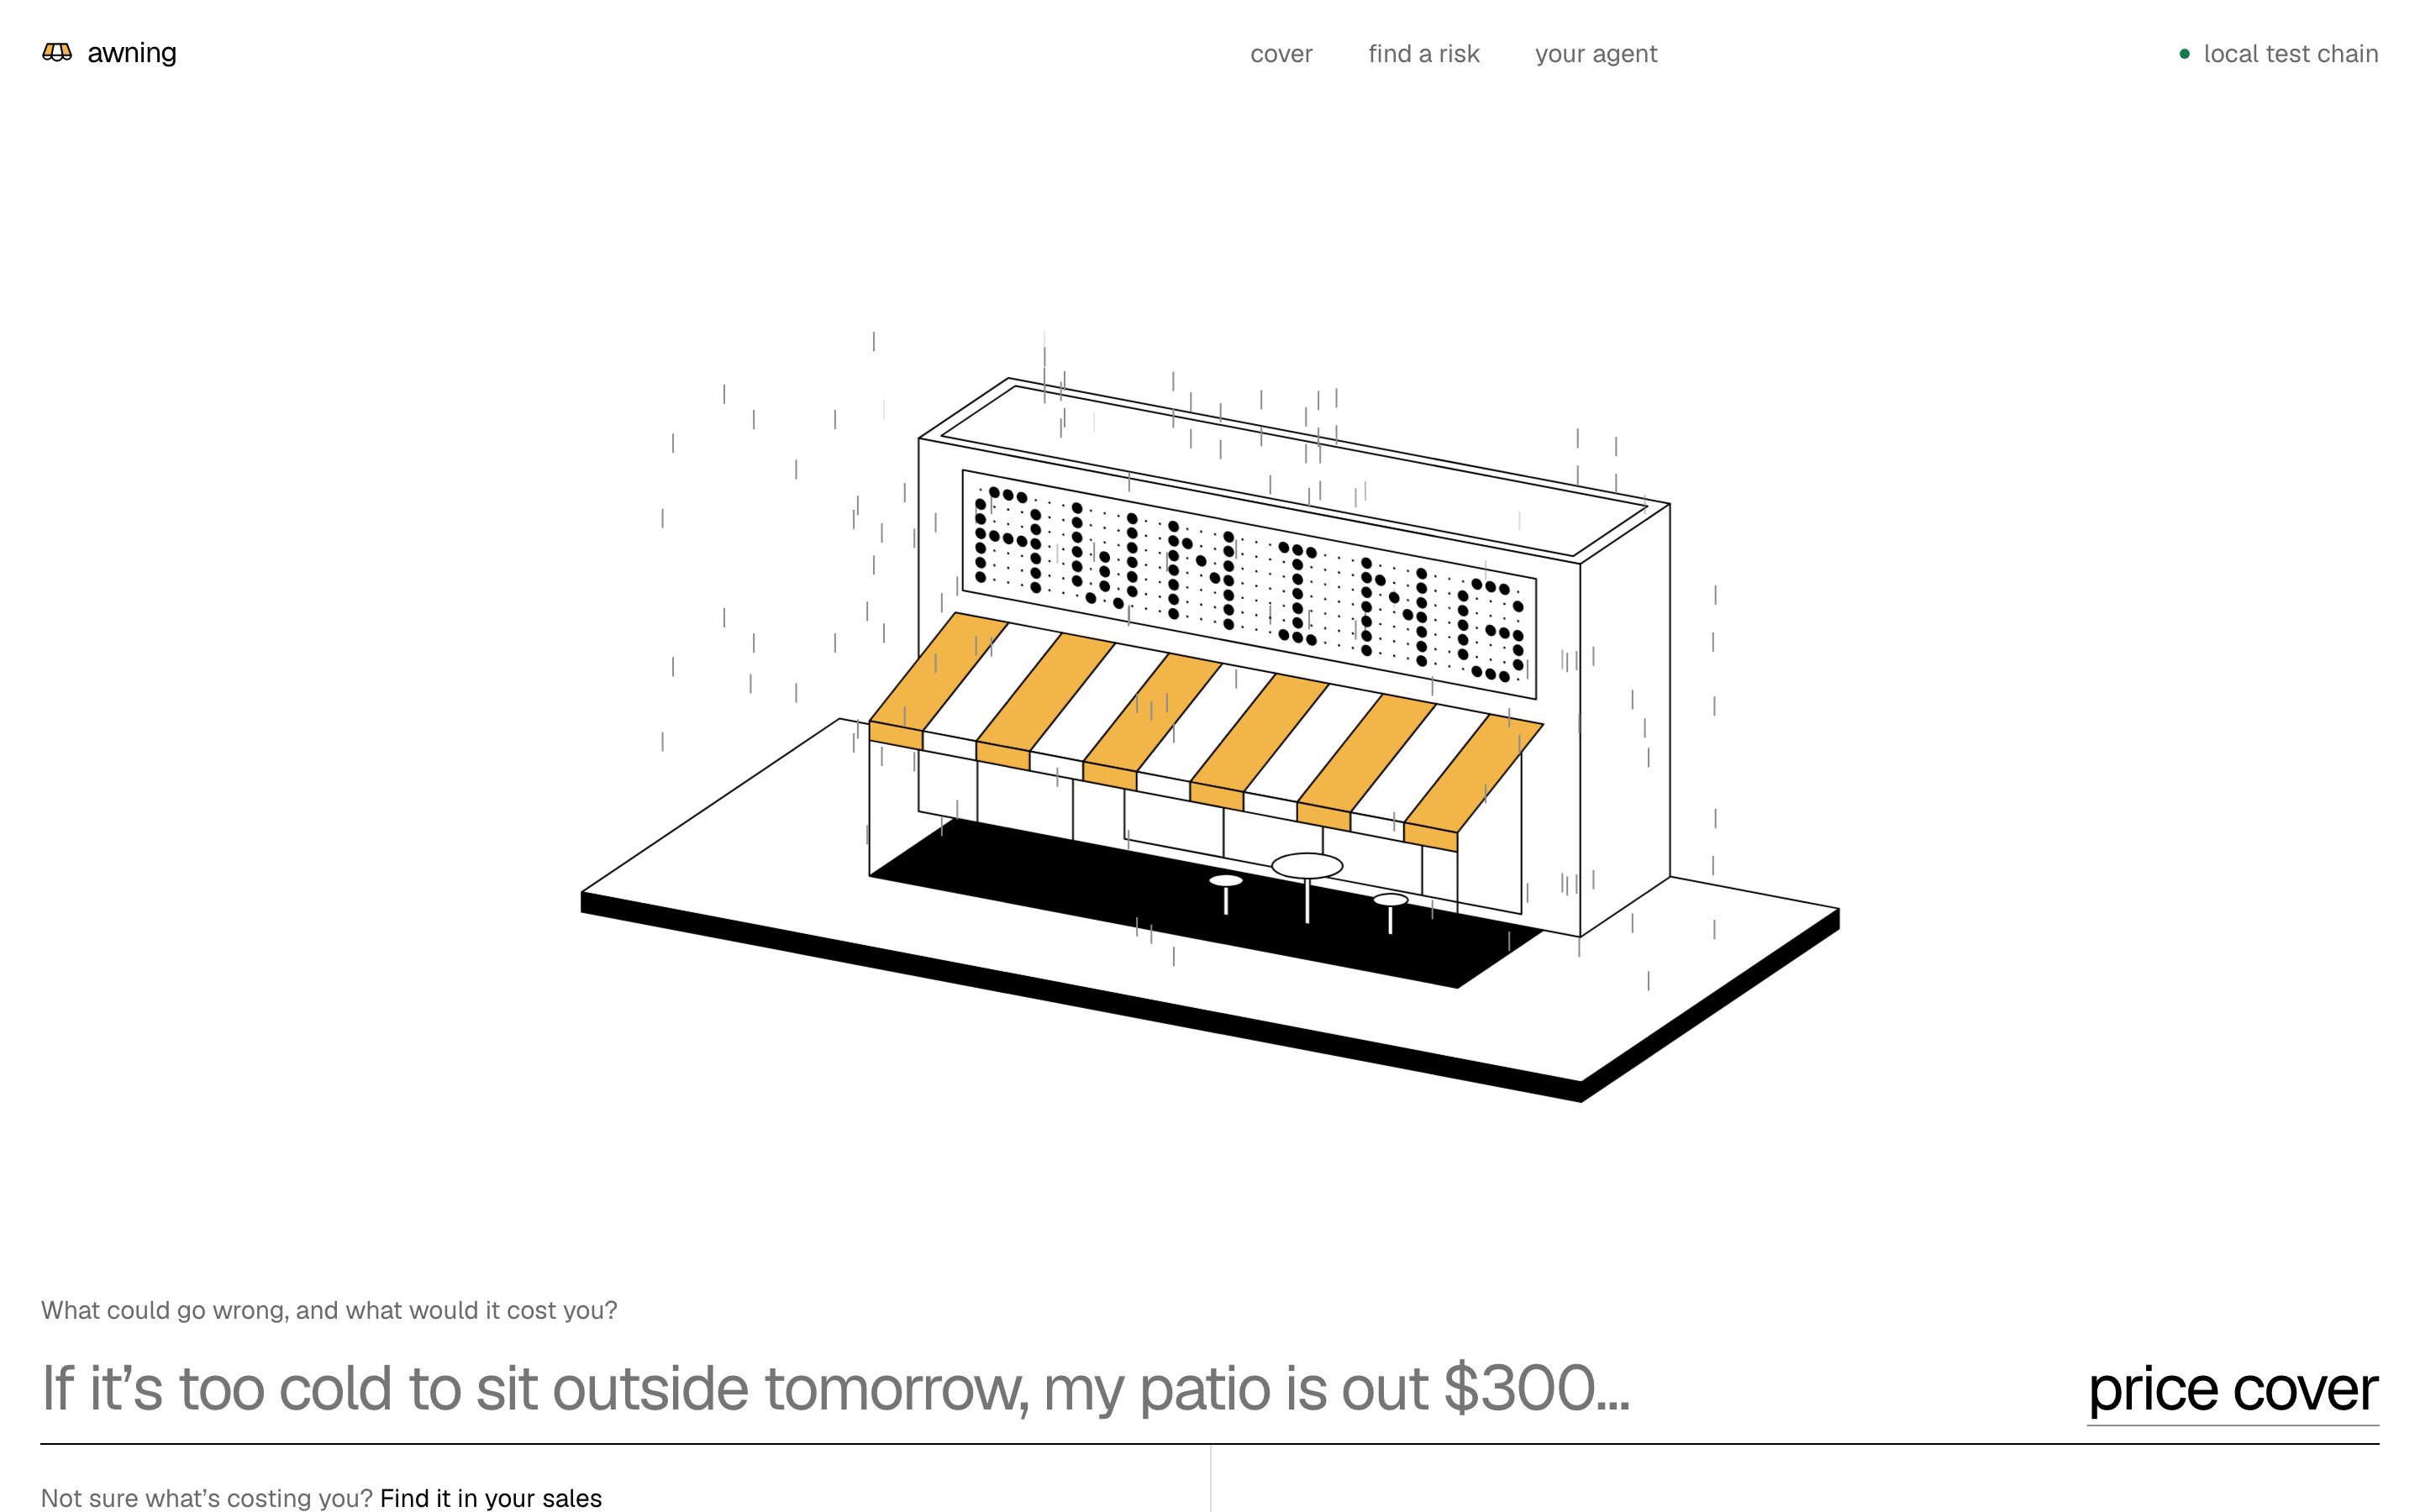 awning
cover find a risk your agent
local test chain
AWNING
What could go wrong, and what would it cost you?
If it’s too cold to sit outside tomorrow, my patio is out $300...
price cover
Not sure what’s costing you? Find it in your sales